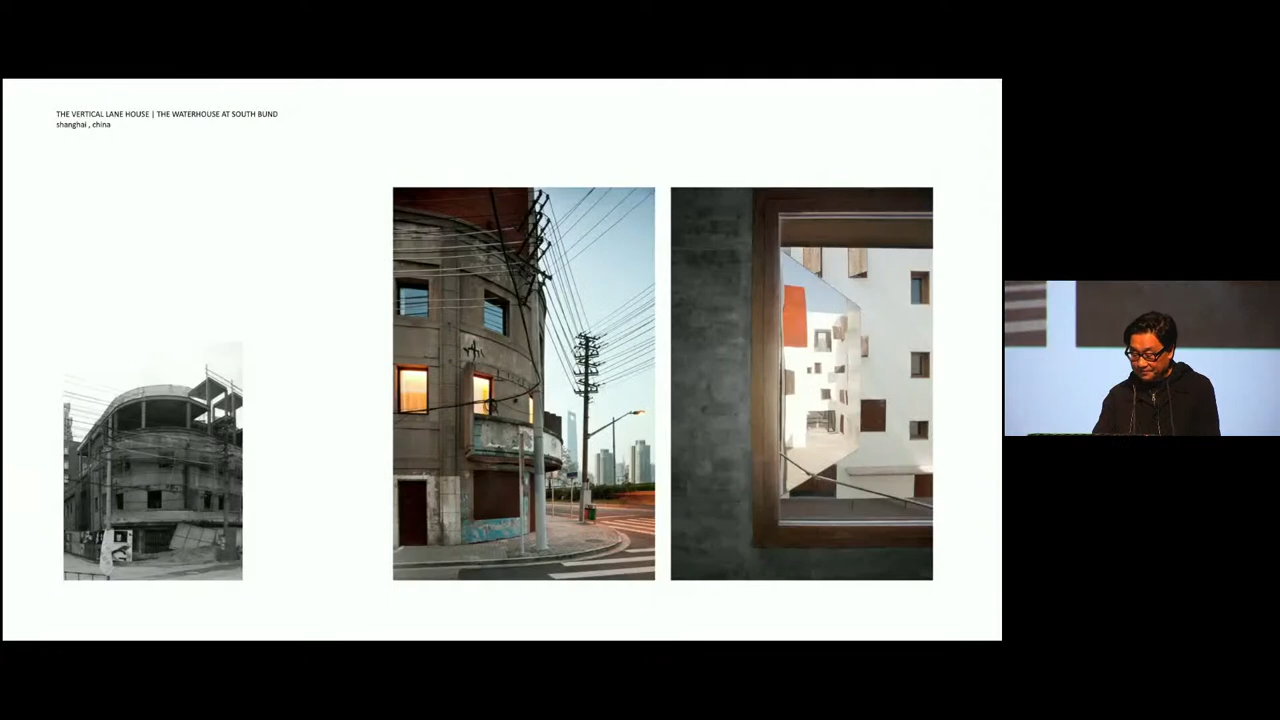 THE VERTICAL LANE HOUSE | THE WATERHOUSE AT SOUTH BUND
shanghai , china